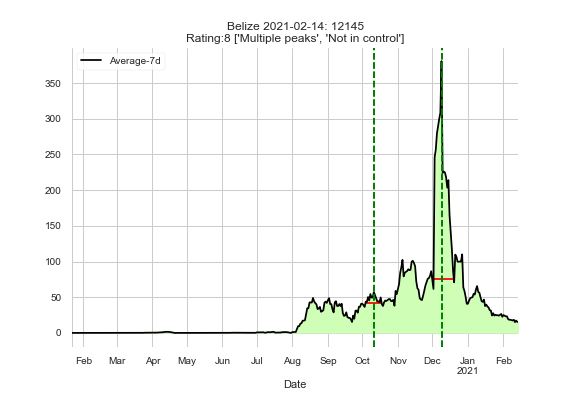 Belize 2021-02-14: 12145
Rating:8 ['Multiple peaks', 'Not in control']
Average-7d
350
300
250
200
150
100
50
0
Feb Mar Apr May Jun Jul Aug Sep Oct Nov Dec Jan Feb
2021
Date